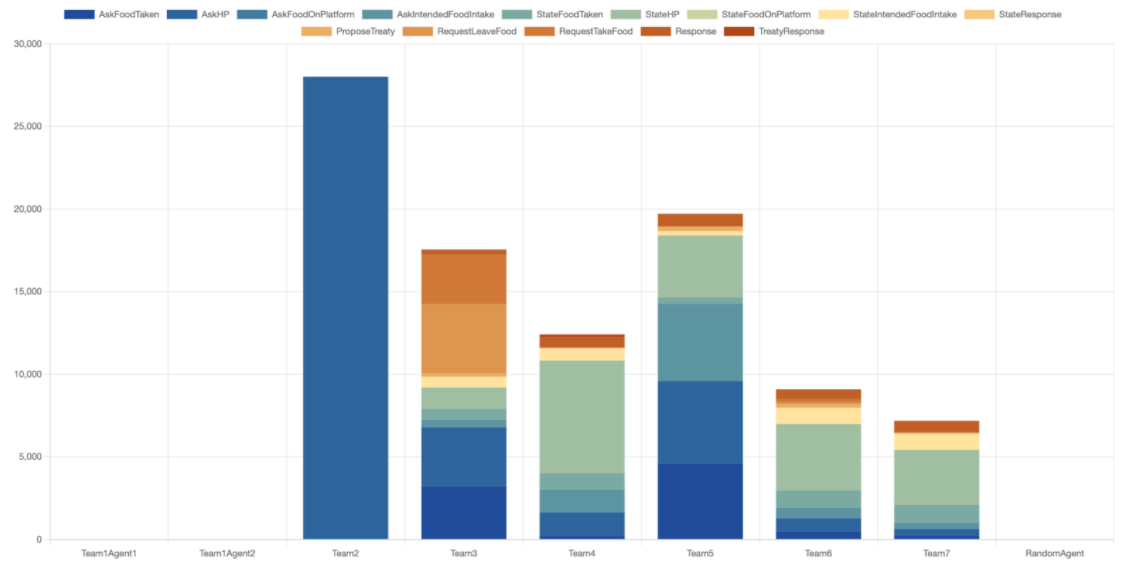 AskFoodTaken AskHP AskFoodOnPlatform AskIntendedFoodIntake StateFoodTaken StateHP StateFoodOnPlatform StateIntendedFoodIntake StateResponse
ProposeTreaty RequestLeaveFood RequestTakeFood Response TreatyResponse
30,000
25,000
20,000
15,000
10,000
5,000
0
Team1Agent1 Team1Agent2 Team2 Team3 Team4 Team5 Team6 Team7 RandomAgent